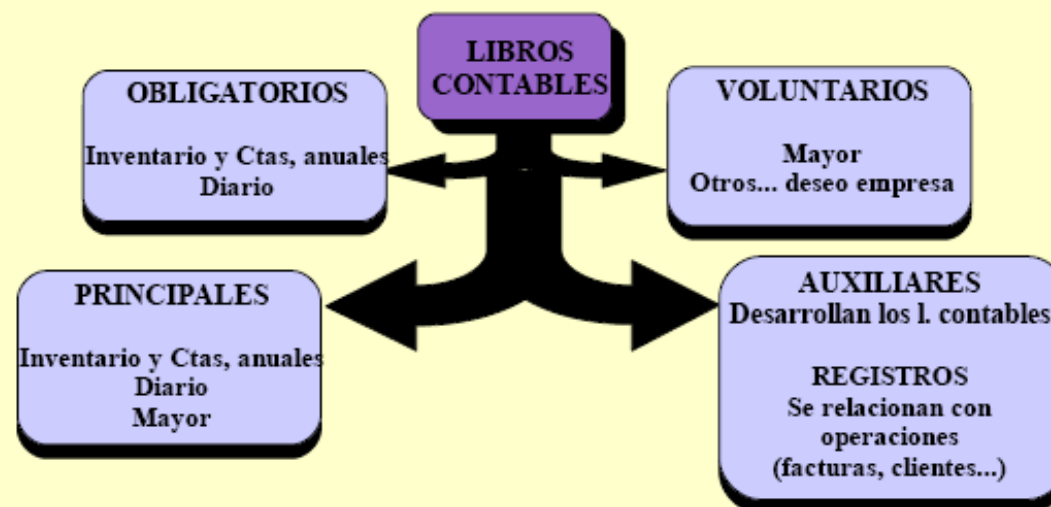 LIBROS
CONTABLES
OBLIGATORIOS
Inventario y Ctas, anuales
Diario
VOLUNTARIOS
Mayor
Otros... deseo empresa
PRINCIPALES
Inventario y Ctas, anuales
Diario
Mayor
AUXILIARES
Desarrollan los l. contables
REGISTROS
Se relacionan con
operaciones
(facturas, clientes...)